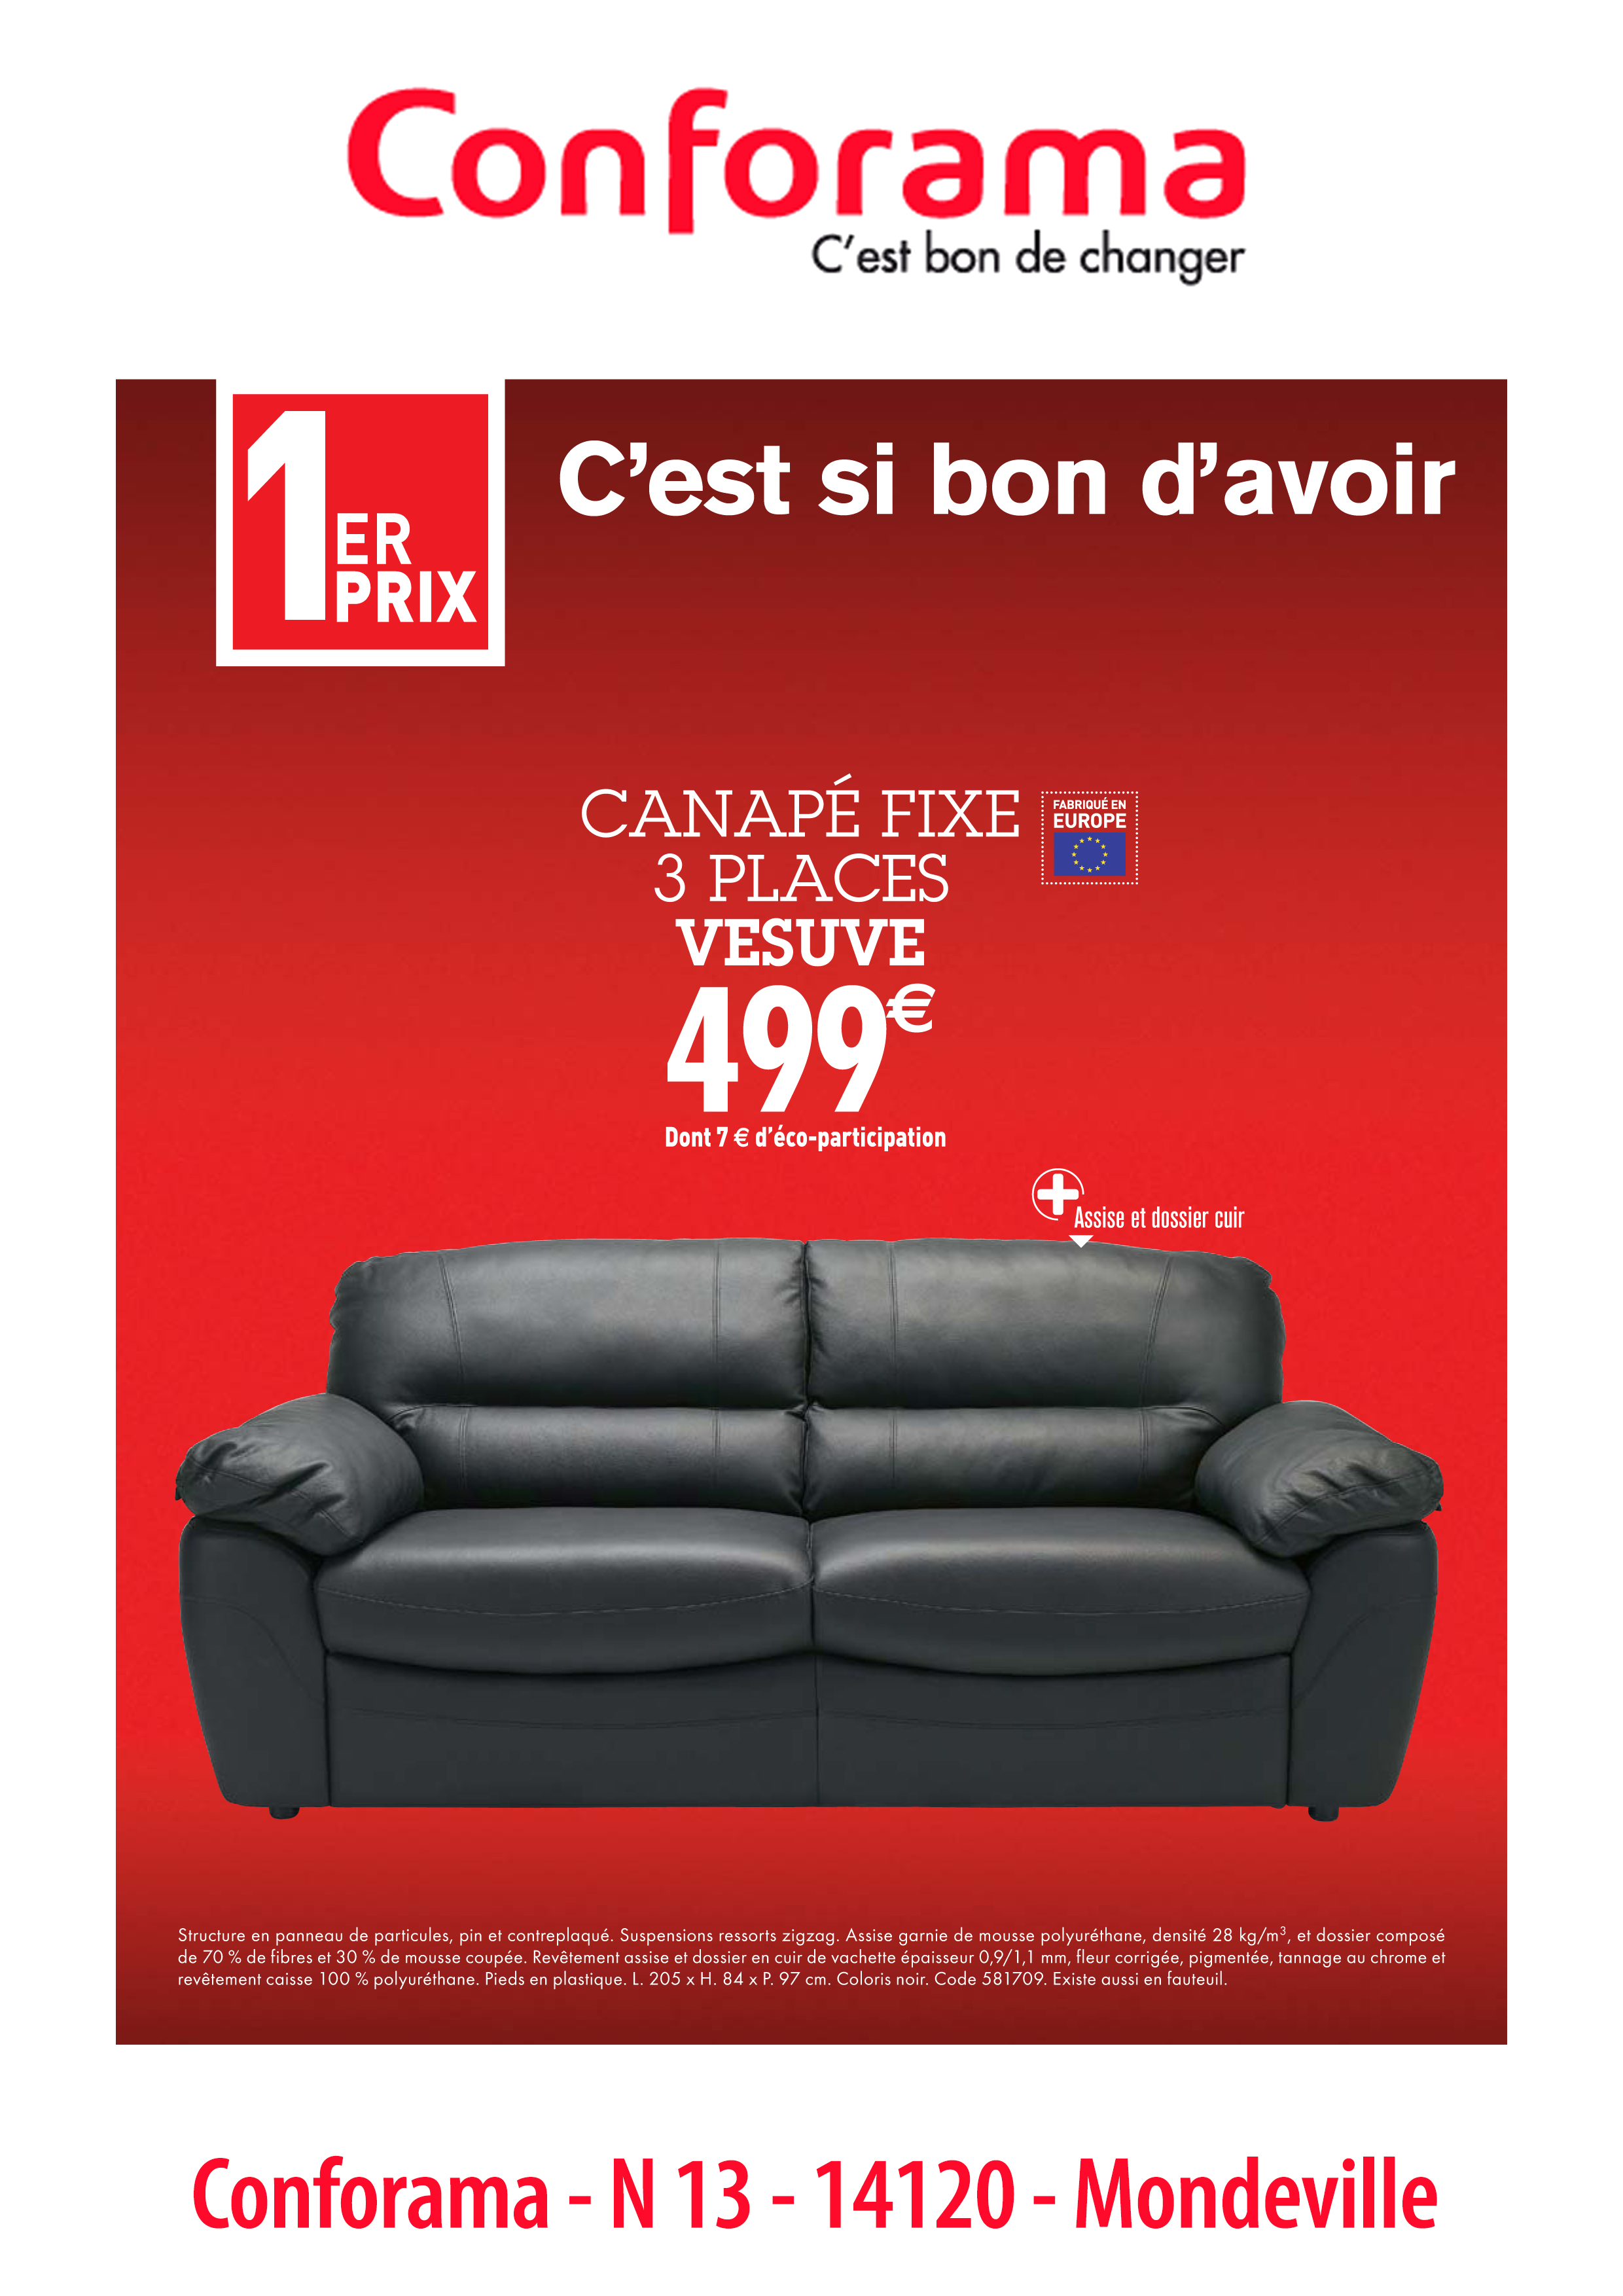 Conforama
C'est bon de changer
1ER PRIX
C'est si bon d'avoir
CANAPÉ FIXE
3 PLACES
VESUVE
FABRIQUÉ EN
EUROPE
499€
Dont 7 € d'éco-participation
Assise et dossier cuir
Structure en panneau de particules, pin et contreplaqué. Suspensions ressorts zigzag. Assise garnie de mousse polyuréthane, densité 28 kg/m³, et dossier composé
de 70 % de fibres et 30 % de mousse coupée. Revêtement assise et dossier en cuir de vachette épaisseur 0,9/1,1 mm, fleur corrigée, pigmentée, tannage au chrome et
revêtement caisse 100 % polyuréthane. Pieds en plastique. L. 205 x H. 84 x P. 97 cm. Coloris noir. Code 581709. Existe aussi en fauteuil.
Conforama - N 13 - 14120 - Mondeville